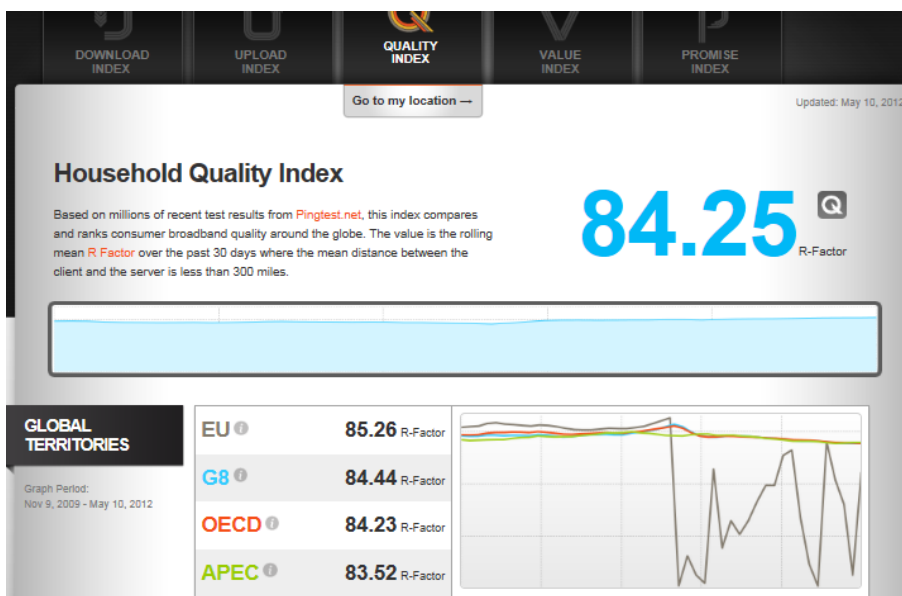 DOWNLOAD
INDEX
UPLOAD
INDEX
QUALITY
INDEX
VALUE
INDEX
PROMISE
INDEX
Go to my location →
Updated: May 10, 2012
Household Quality Index
Based on millions of recent test results from Pingtest.net, this index compares
and ranks consumer broadband quality around the globe. The value is the rolling
mean R Factor over the past 30 days where the mean distance between the
client and the server is less than 300 miles.
84.25
Q
R-Factor
GLOBAL
TERRITORIES
Graph Period:
Nov 9, 2009 - May 10, 2012
EU i 85.26 R-Factor
G8 i 84.44 R-Factor
OECD i 84.23 R-Factor
APEC i 83.52 R-Factor